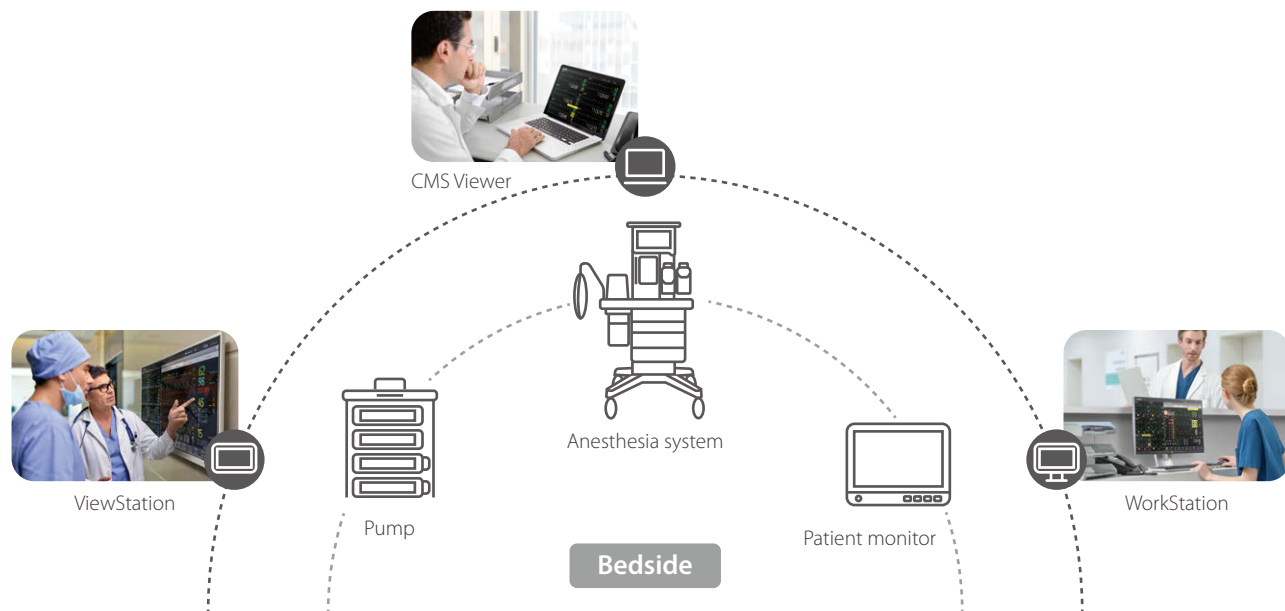 CMS Viewer
Anesthesia system
ViewStation
Pump
Patient monitor
WorkStation
Bedside